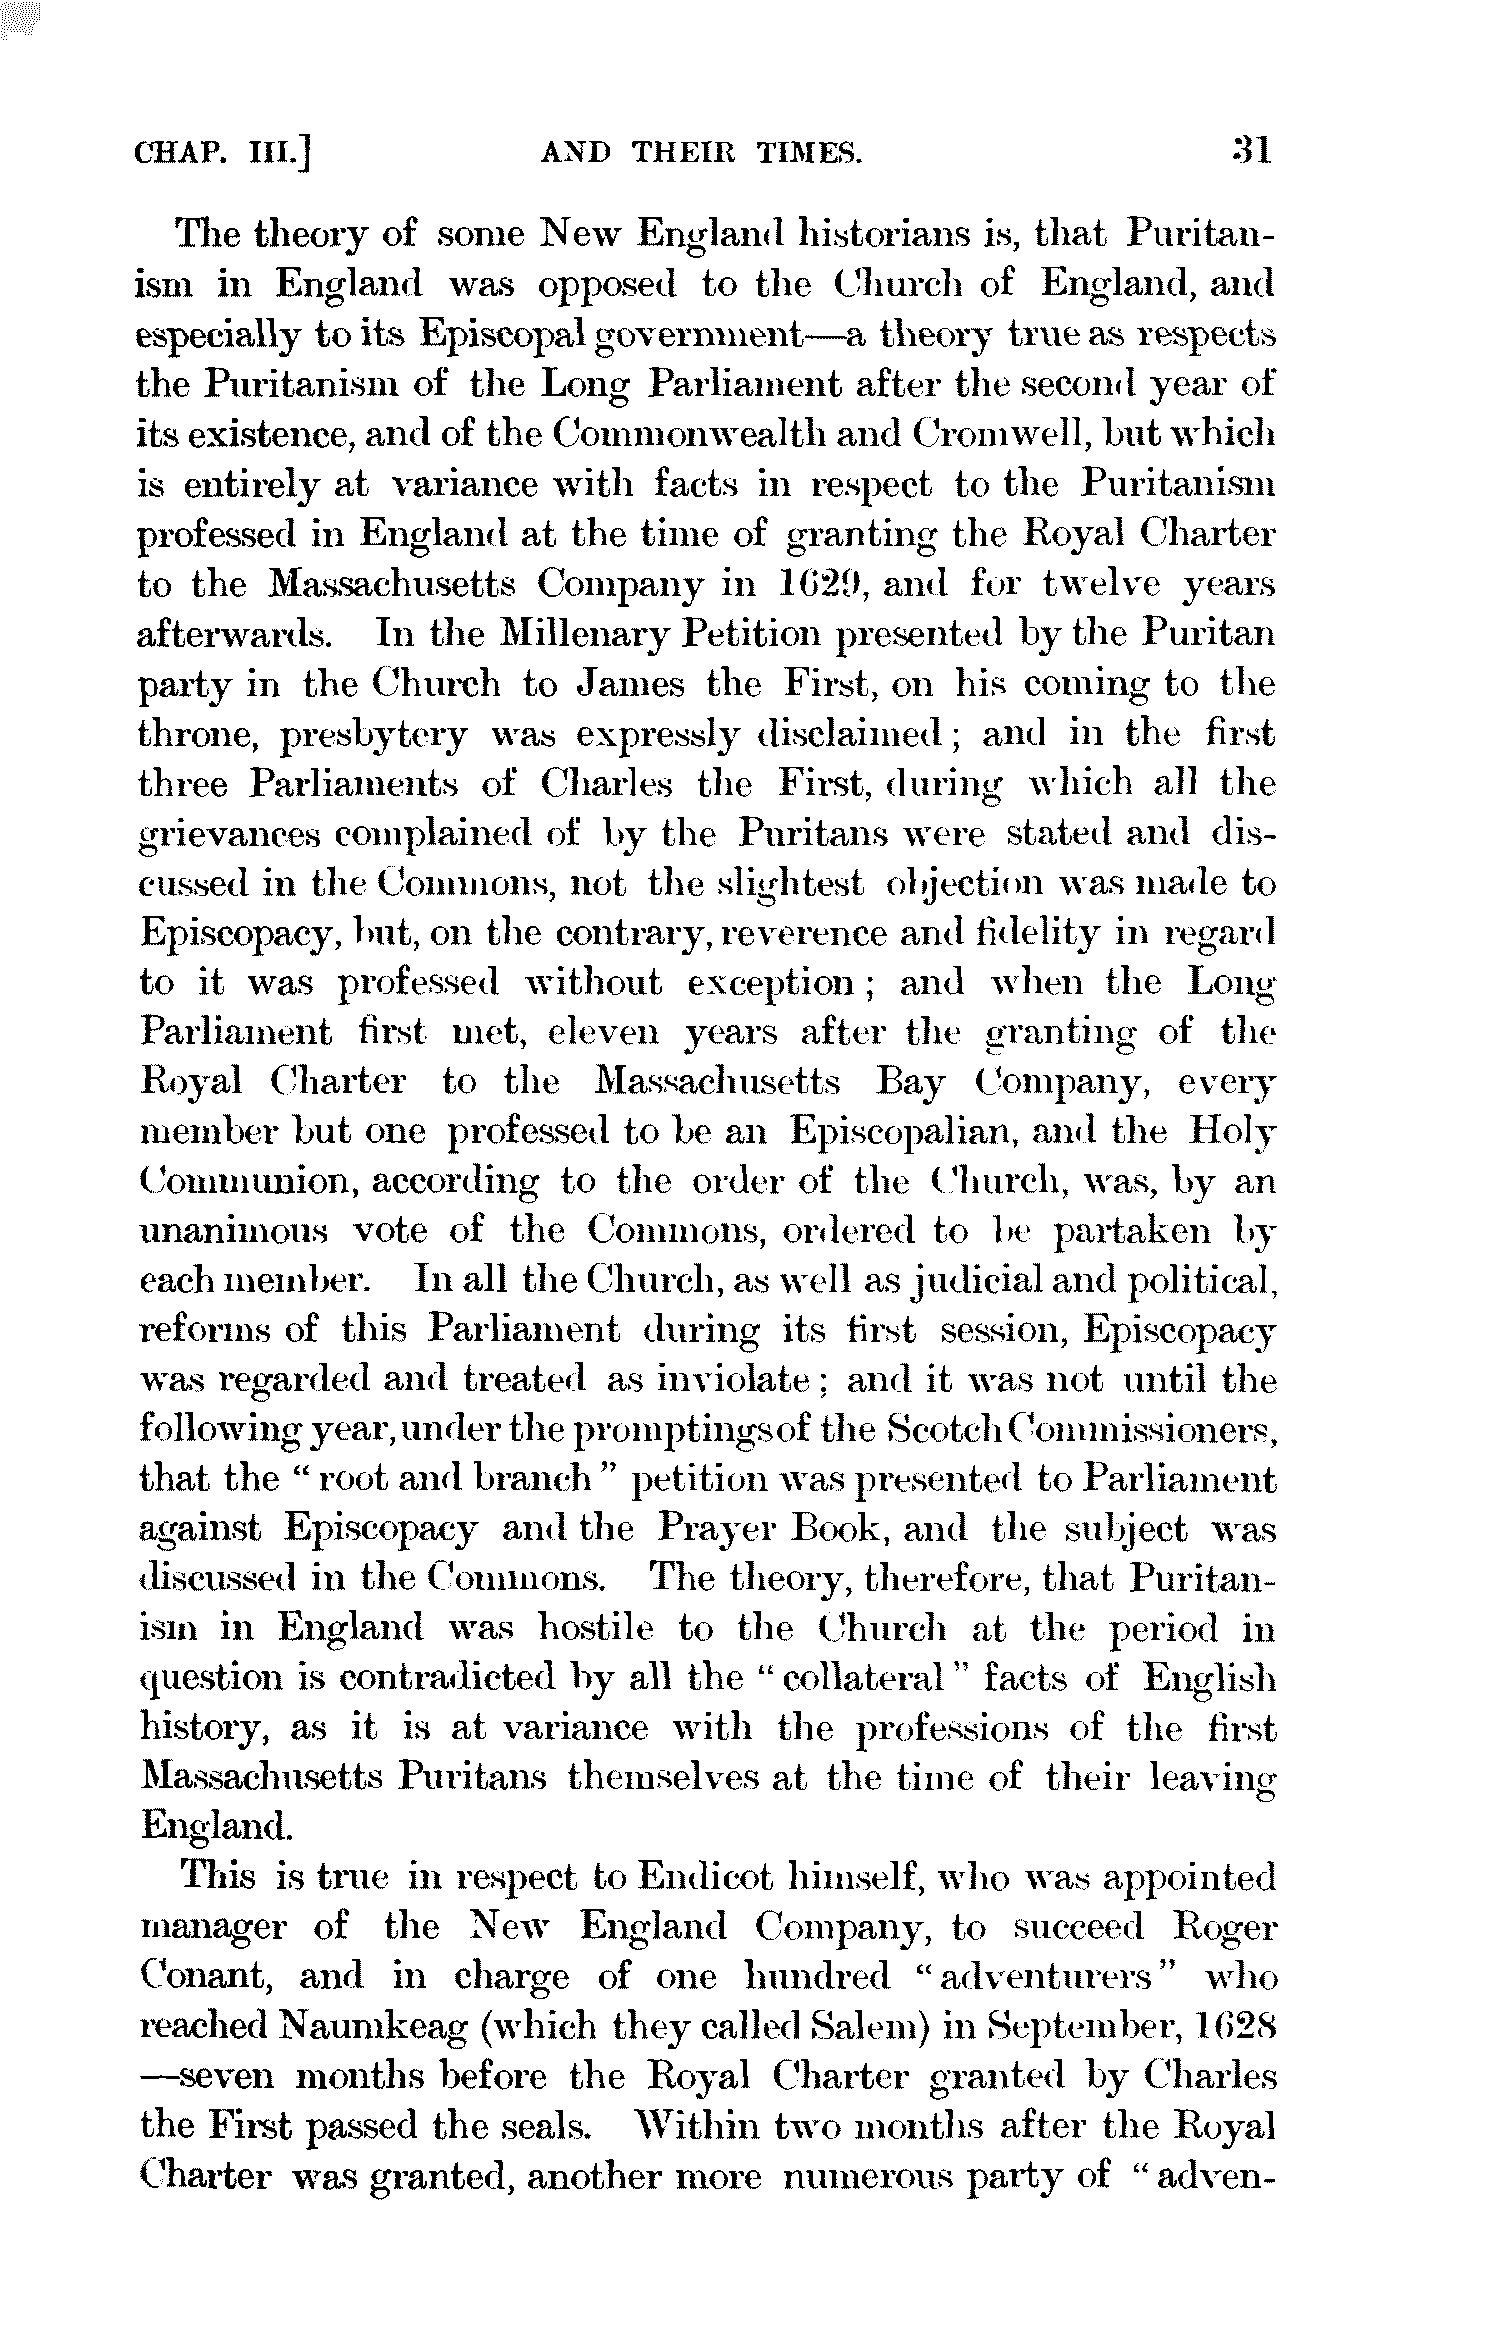 CHAP. III.] AND THEIR TIMES. 31
The theory of some New England historians is, that Puritan-
ism in England was opposed to the Church of England, and
especially to its Episcopal government—a theory true as respects
the Puritanism of the Long Parliament after the second year of
its existence, and of the Commonwealth and Cromwell, but which
is entirely at variance with facts in respect to the Puritanism
professed in England at the time of granting the Royal Charter
to the Massachusetts Company in 1629, and for twelve years
afterwards. In the Millenary Petition presented by the Puritan
party in the Church to James the First, on his coming to the
throne, presbytery was expressly disclaimed; and in the first
three Parliaments of Charles the First, during which all the
grievances complained of by the Puritans were stated and dis-
cussed in the Commons, not the slightest objection was made to
Episcopacy, but, on the contrary, reverence and fidelity in regard
to it was professed without exception; and when the Long
Parliament first met, eleven years after the granting of the
Royal Charter to the Massachusetts Bay Company, every
member but one professed to be an Episcopalian, and the Holy
Communion, according to the order of the Church, was, by an
unanimous vote of the Commons, ordered to be partaken by
each member. In all the Church, as well as judicial and political,
reforms of this Parliament during its first session, Episcopacy
was regarded and treated as inviolate; and it was not until the
following year, under the promptings of the Scotch Commissioners,
that the "root and branch" petition was presented to Parliament
against Episcopacy and the Prayer Book, and the subject was
discussed in the Commons. The theory, therefore, that Puritan-
ism in England was hostile to the Church at the period in
question is contradicted by all the "collateral" facts of English
history, as it is at variance with the professions of the first
Massachusetts Puritans themselves at the time of their leaving
England.
This is true in respect to Endicot himself, who was appointed
manager of the New England Company, to succeed Roger
Conant, and in charge of one hundred "adventurers" who
reached Naumkeag (which they called Salem) in September, 1628
—seven months before the Royal Charter granted by Charles
the First passed the seals. Within two months after the Royal
Charter was granted, another more numerous party of "adven-